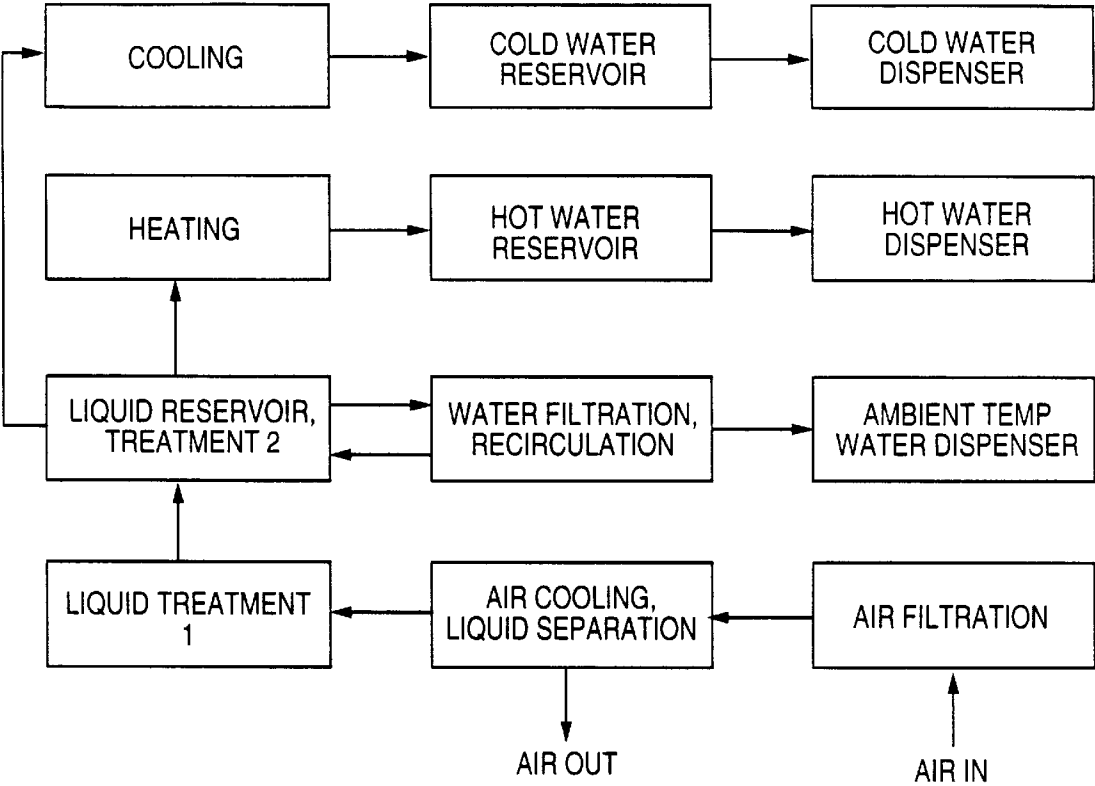 COOLING
COLD WATER
RESERVOIR
COLD WATER
DISPENSER
HEATING
HOT WATER
RESERVOIR
HOT WATER
DISPENSER
LIQUID RESERVOIR,
TREATMENT 2
WATER FILTRATION,
RECIRCULATION
AMBIENT TEMP
WATER DISPENSER
LIQUID TREATMENT
1
AIR COOLING,
LIQUID SEPARATION
AIR FILTRATION
AIR OUT
AIR IN